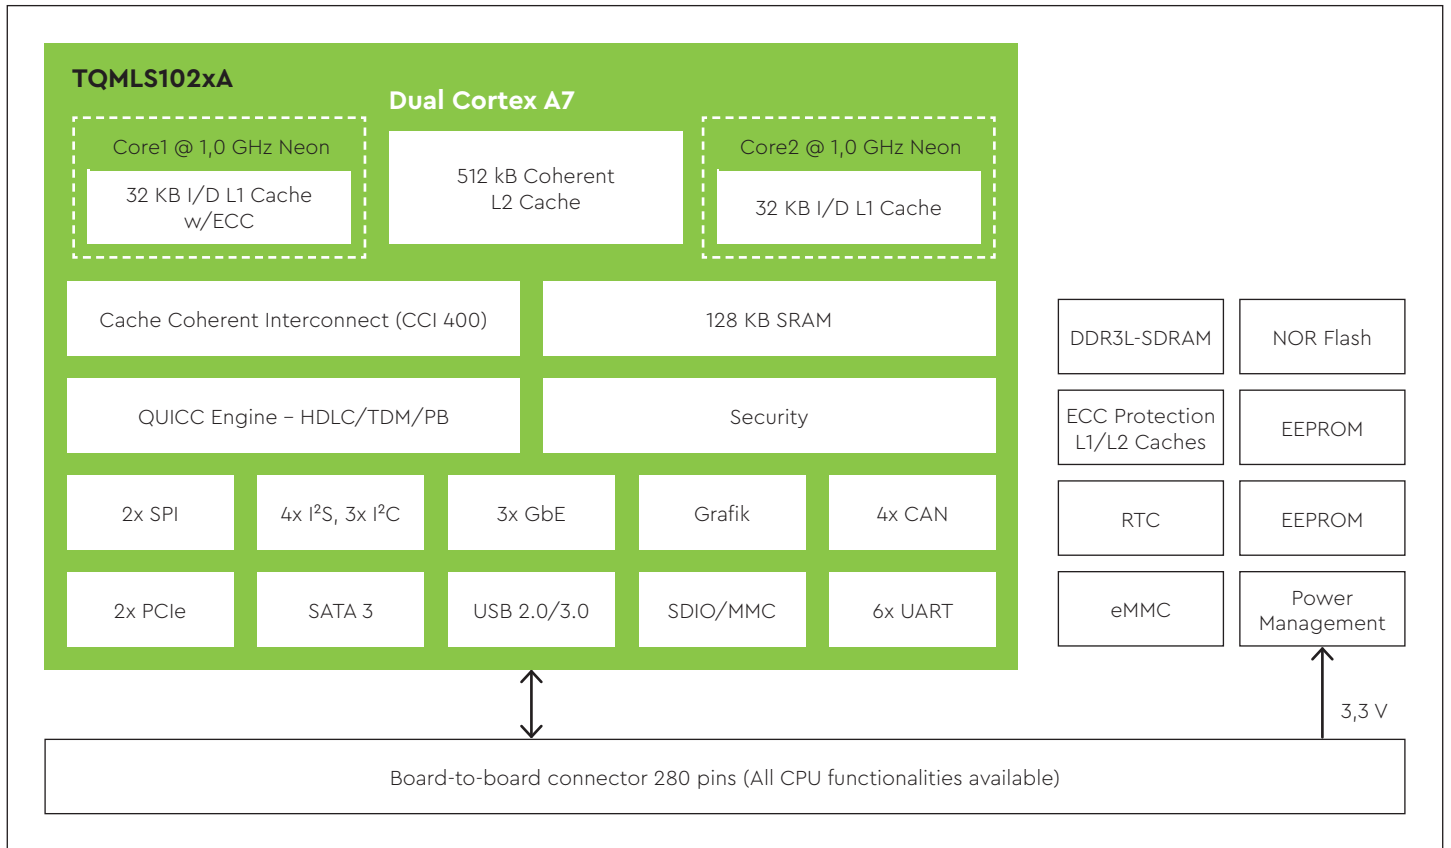 TQMLS102xA
Dual Cortex A7
Core1 @ 1,0 GHz Neon
32 KB I/D L1 Cache
w/ECC
512 kB Coherent
L2 Cache
Core2 @ 1,0 GHz Neon
32 KB I/D L1 Cache
Cache Coherent Interconnect (CCI 400)
128 KB SRAM
QUICC Engine – HDLC/TDM/PB
Security
2x SPI
4x I²S, 3x I²C
3x GbE
Grafik
4x CAN
2x PCIe
SATA 3
USB 2.0/3.0
SDIO/MMC
6x UART
DDR3L-SDRAM
NOR Flash
ECC Protection
L1/L2 Caches
EEPROM
RTC
EEPROM
eMMC
Power
Management
3,3 V
Board-to-board connector 280 pins (All CPU functionalities available)